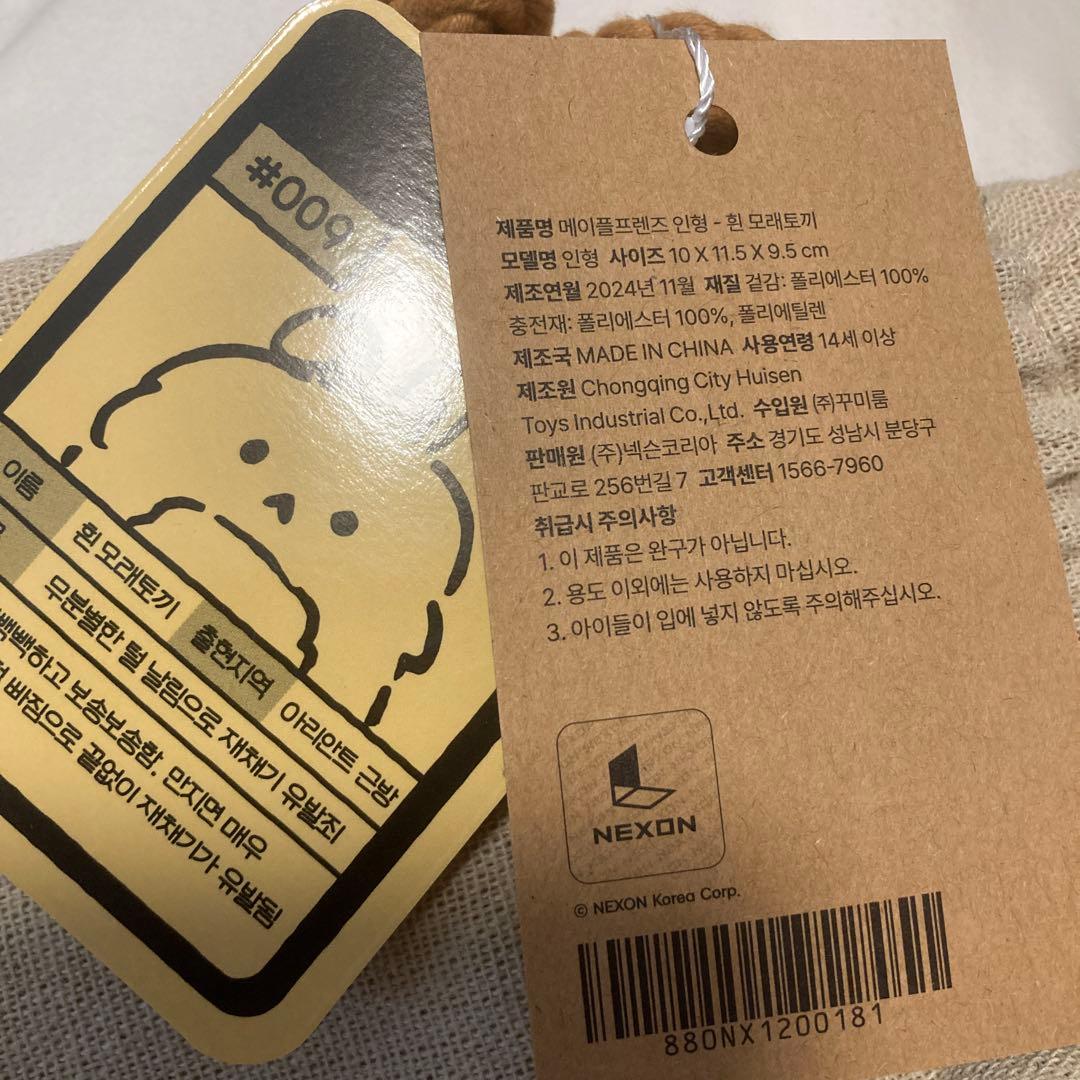 #009
이름
흰 모래토끼
출현지역
아리안트 근방
무분별한 털 날림으로 재채기 유발죄
빽빽하고 보송보송함. 만지면 매우
빠짐으로 끝없이 재채기가 유발됨
제품명 메이플프렌즈 인형 - 흰 모래토끼
모델명 인형 사이즈 10 X 11.5 X 9.5 cm
제조연월 2024년 11월 재질 겉감: 폴리에스터 100%
충전재: 폴리에스터 100%, 폴리에틸렌
제조국 MADE IN CHINA 사용연령 14세 이상
제조원 Chongqing City Huisen
Toys Industrial Co.,Ltd. 수입원 ㈜꾸미룸
판매원 (주)넥슨코리아 주소 경기도 성남시 분당구
판교로 256번길 7 고객센터 1566-7960
취급시 주의사항
1. 이 제품은 완구가 아닙니다.
2. 용도 이외에는 사용하지 마십시오.
3. 아이들이 입에 넣지 않도록 주의해주십시오.
NEXON
© NEXON Korea Corp.
880NX1200181